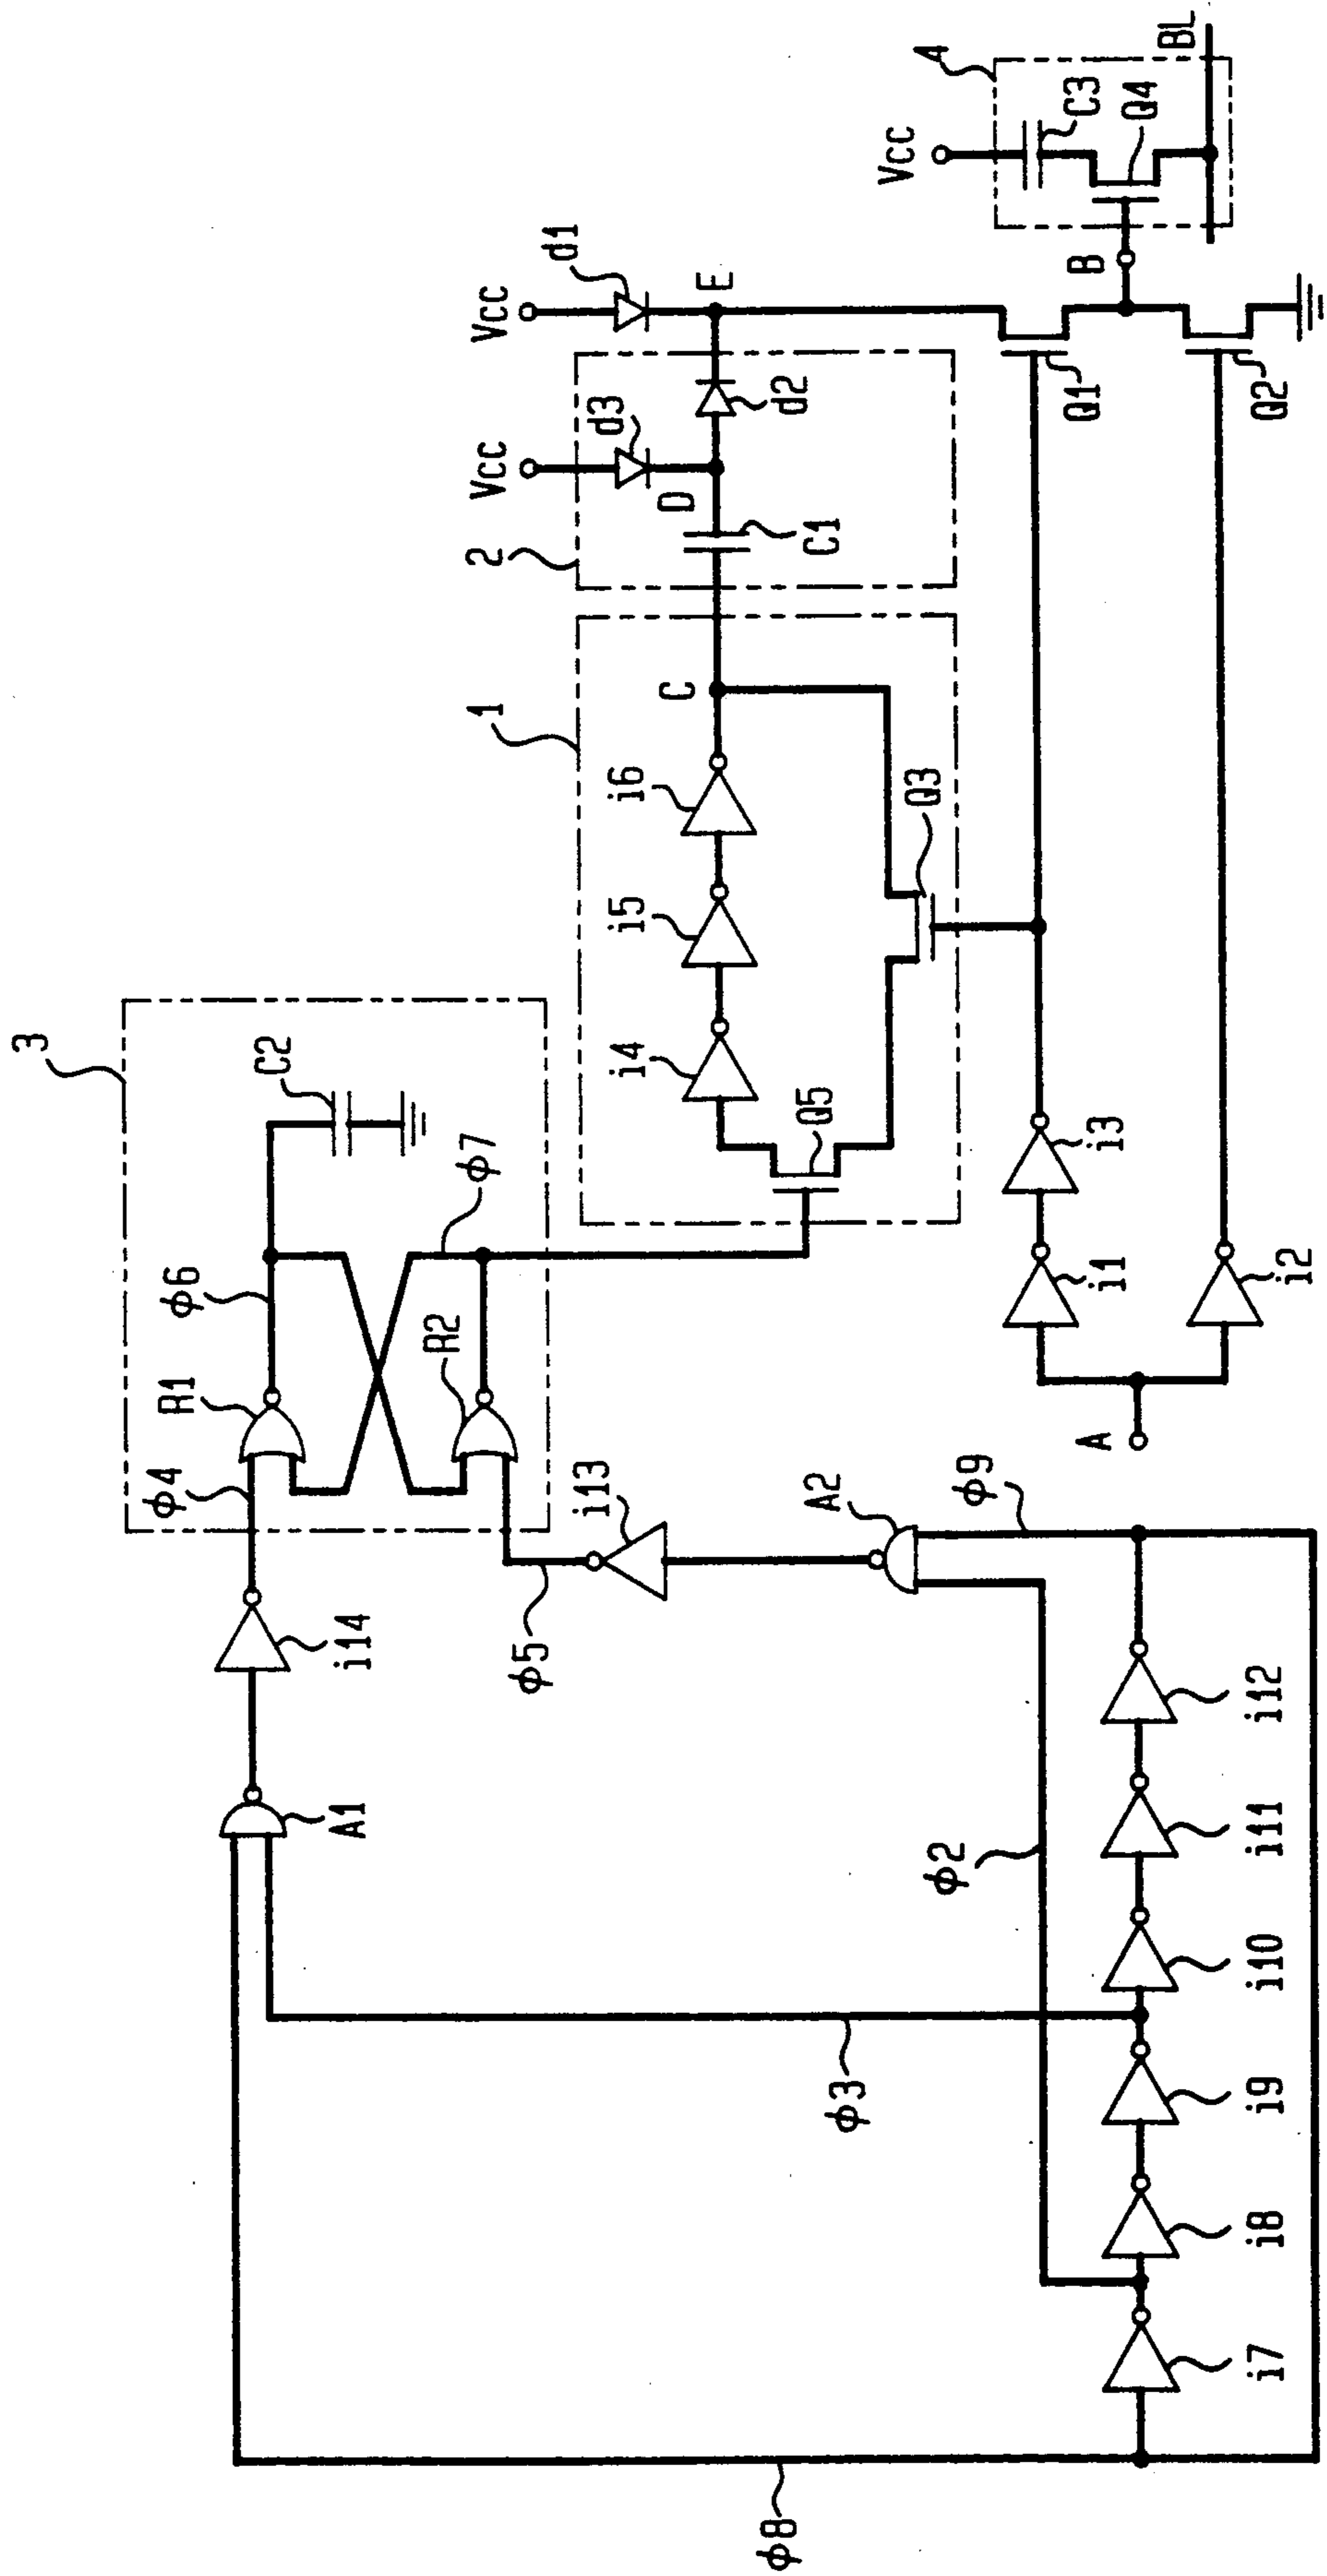 3
C2
φ6
φ7
R1
R2
φ4
i14
A1
φ5
i13
A2
φ9
φ2
φ3
φ8
i7
i8
i9
i10
i11
i12
1
C
i4
i5
i6
Q5
Q3
2
Vcc
d3
D
d2
C1
Vcc
d1
E
A
i1
i3
i2
Q1
Q2
B
4
Vcc
C3
Q4
BL